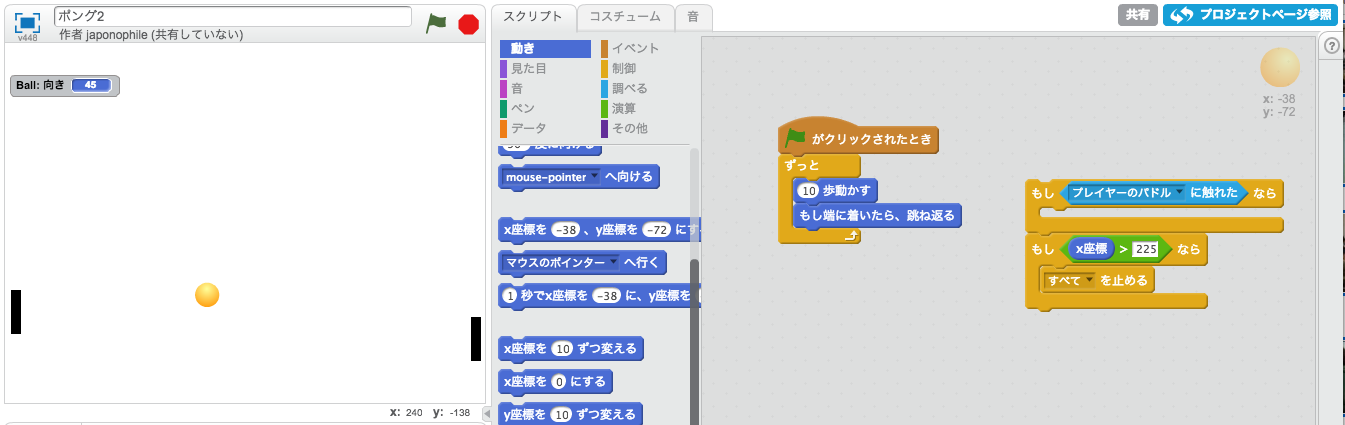 v448
ポング2
作者 japonophile (共有していない)
Ball: 向き 45
x: 240 y: -138
スクリプト コスチューム 音
共有 プロジェクトページ参照
動き イベント
見た目 制御
音 調べる
ペン 演算
データ その他
mouse-pointer へ向ける
x座標を -38 、y座標を -72 にす
マウスのポインター へ行く
1 秒でx座標を -38 に、y座標を
x座標を 10 ずつ変える
x座標を 0 にする
y座標を 10 ずつ変える
がクリックされたとき
ずっと
10 歩動かす
もし端に着いたら、跳ね返る
もし プレイヤーのパドル に触れた なら
もし x座標 > 225 なら
すべて を止める
x: -38
y: -72
?